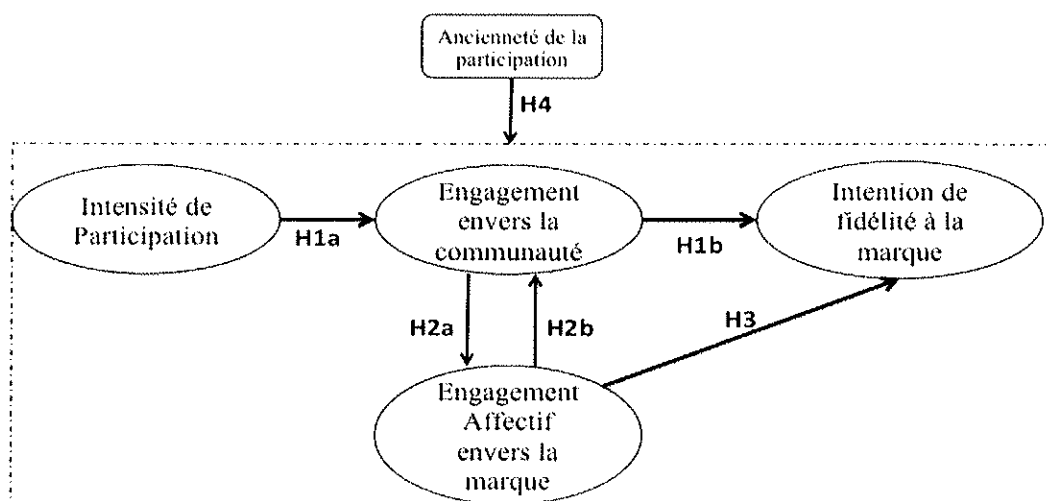 Ancienneté de la
participation
H4
Intensité de
Participation
H1a
Engagement
envers la
communauté
H1b
Intention de
fidélité à la
marque
H2a
H2b
H3
Engagement
Affectif
envers la
marque